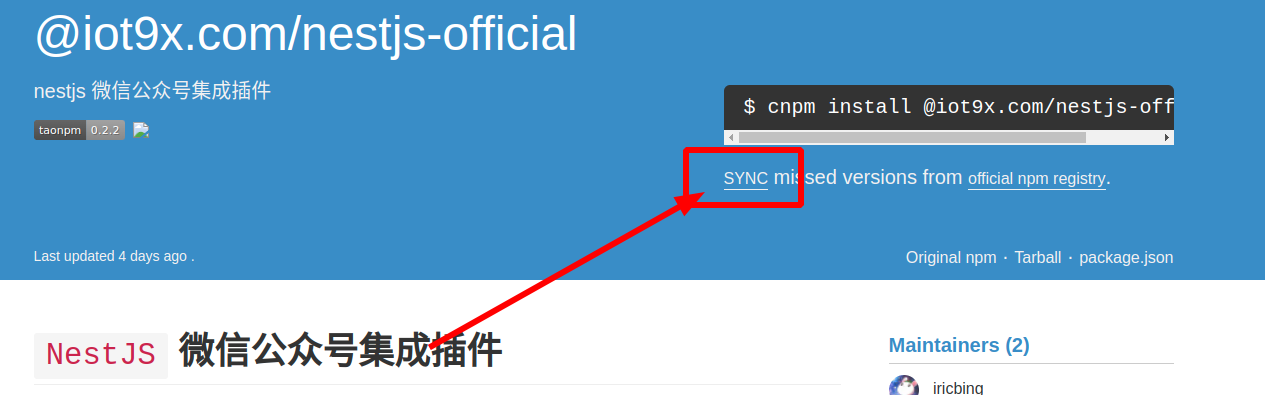 @iot9x.com/nestjs-official
nestjs 微信公众号集成插件
taonpm 0.2.2
$ cnpm install @iot9x.com/nestjs-off
SYNC missed versions from official npm registry.
Last updated 4 days ago .
Original npm · Tarball · package.json
NestJS 微信公众号集成插件
Maintainers (2)
iricbing